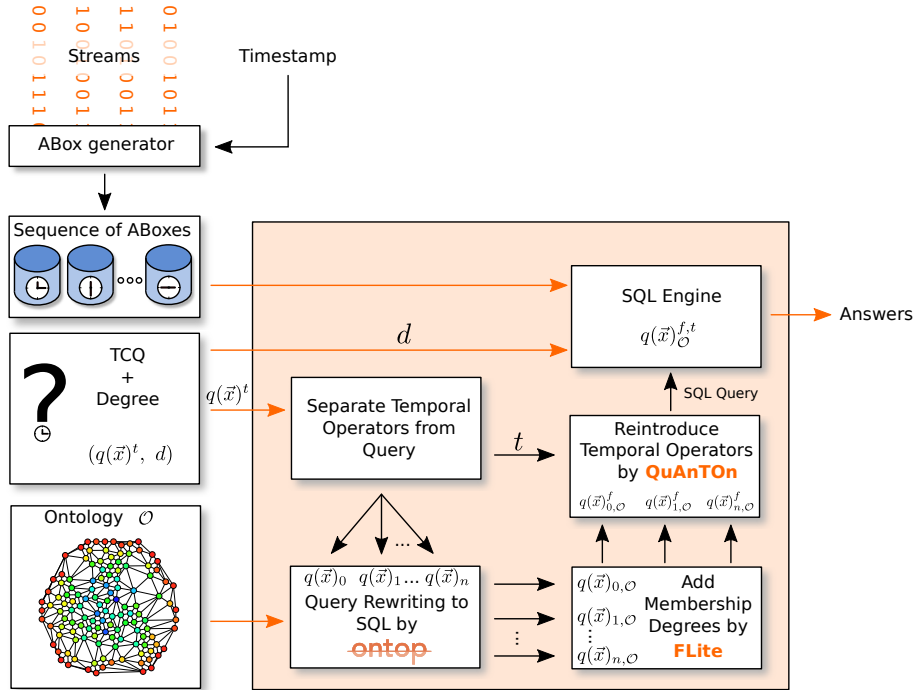 Streams
Timestamp
ABox generator
Sequence of ABoxes
TCQ
+
Degree
(q(x⃗)^t, d)
Ontology 𝒪
d
q(x⃗)^t
Separate Temporal
Operators from
Query
t
...
q(x⃗)_0 q(x⃗)_1 ... q(x⃗)_n
Query Rewriting to
SQL by
ontop
⋮
q(x⃗)_{0,𝒪}
q(x⃗)_{1,𝒪}
⋮
q(x⃗)_{n,𝒪}
Add
Membership
Degrees by
FLite
Reintroduce
Temporal Operators
by QuAnTOn
q(x⃗)^f_{0,𝒪} q(x⃗)^f_{1,𝒪} q(x⃗)^f_{n,𝒪}
SQL Query
SQL Engine
q(x⃗)^{f,t}_𝒪
Answers